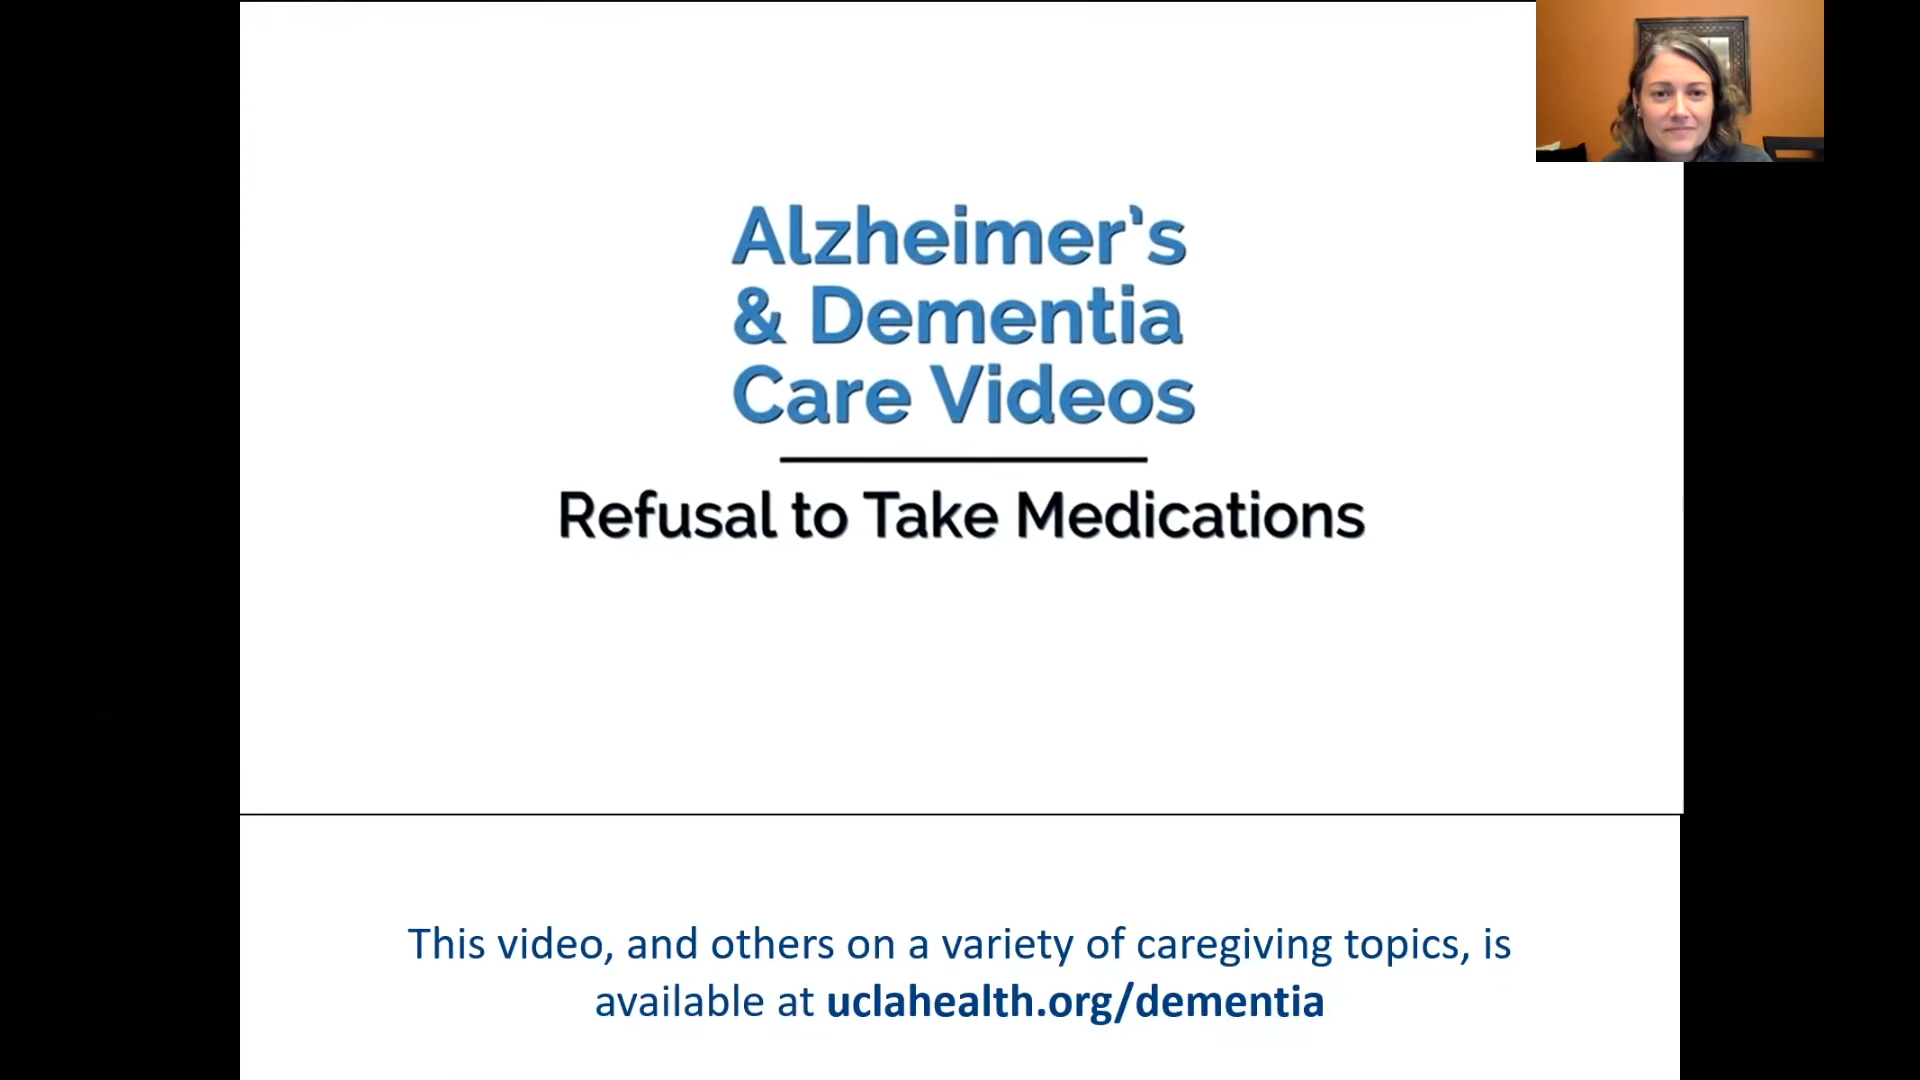 Alzheimer's
& Dementia
Care Videos
Refusal to Take Medications
This video, and others on a variety of caregiving topics, is
available at uclahealth.org/dementia